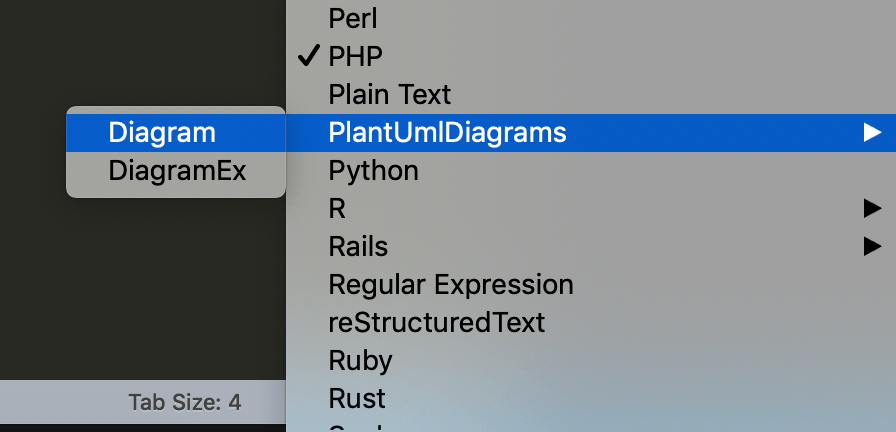 Perl
PHP
Plain Text
PlantUmlDiagrams
Diagram
DiagramEx
Python
R
Rails
Regular Expression
reStructuredText
Ruby
Rust
Tab Size: 4